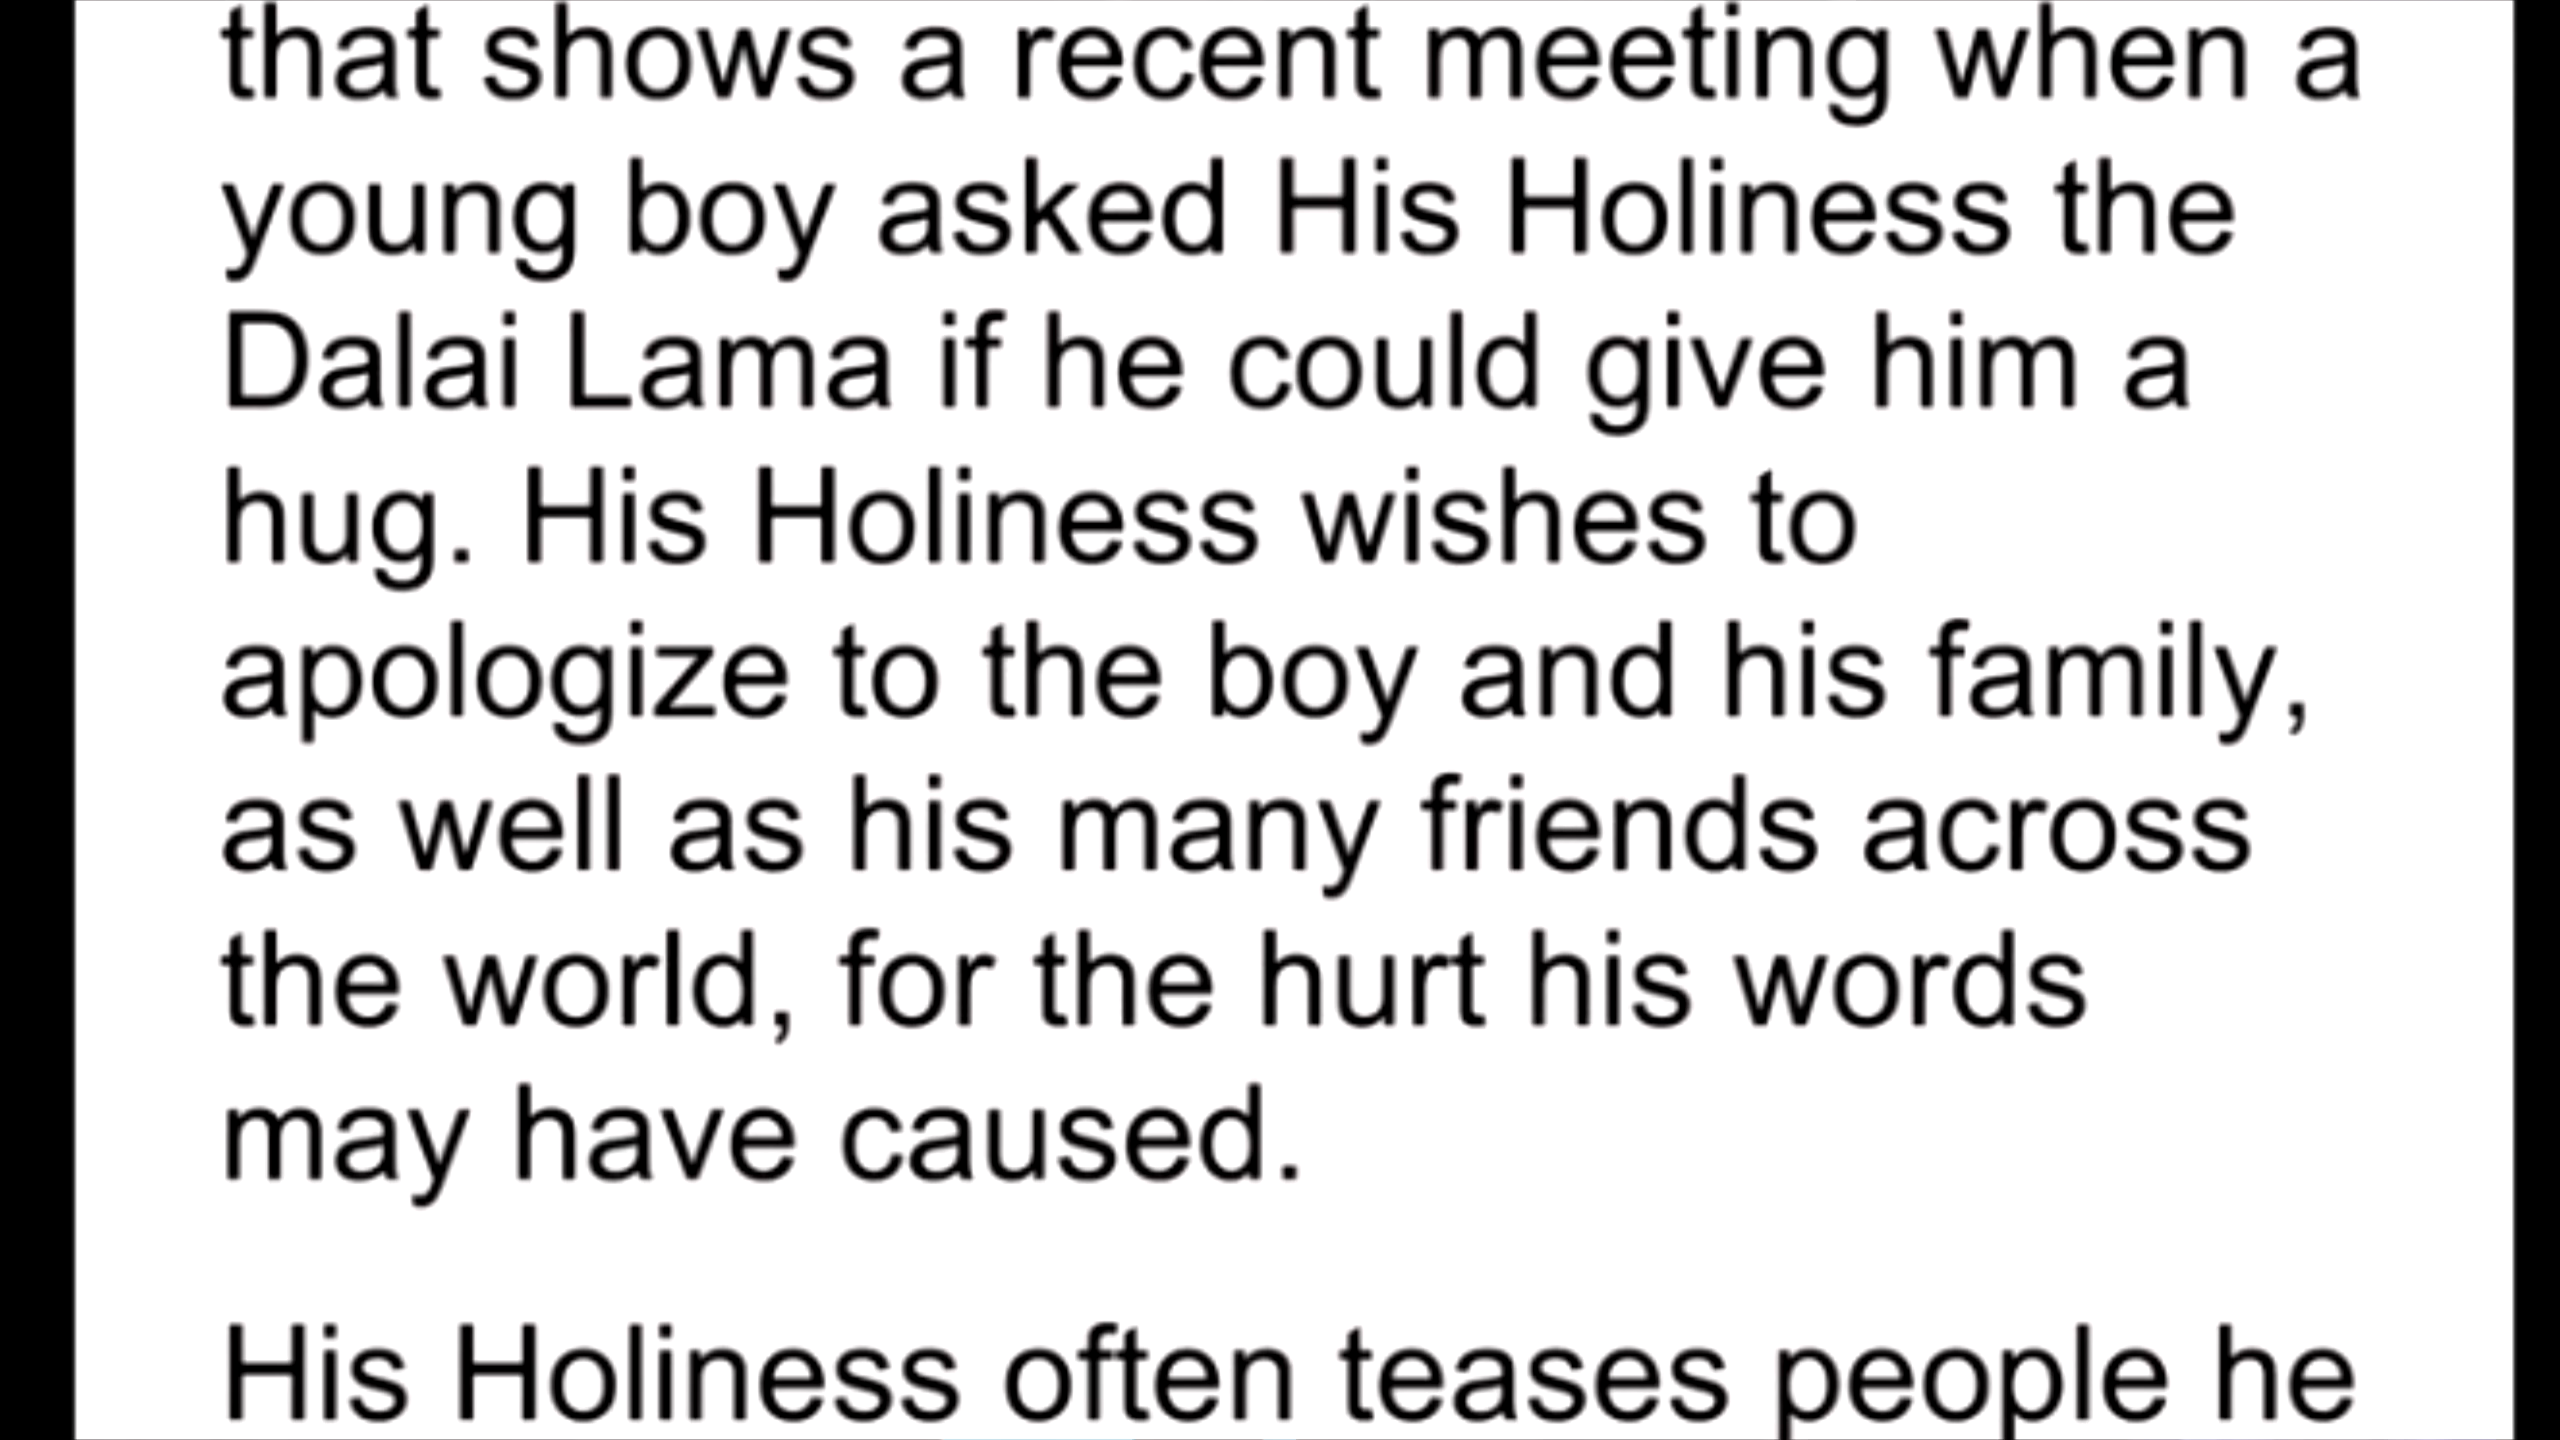 that shows a recent meeting when a
young boy asked His Holiness the
Dalai Lama if he could give him a
hug. His Holiness wishes to
apologize to the boy and his family,
as well as his many friends across
the world, for the hurt his words
may have caused.
His Holiness often teases people he